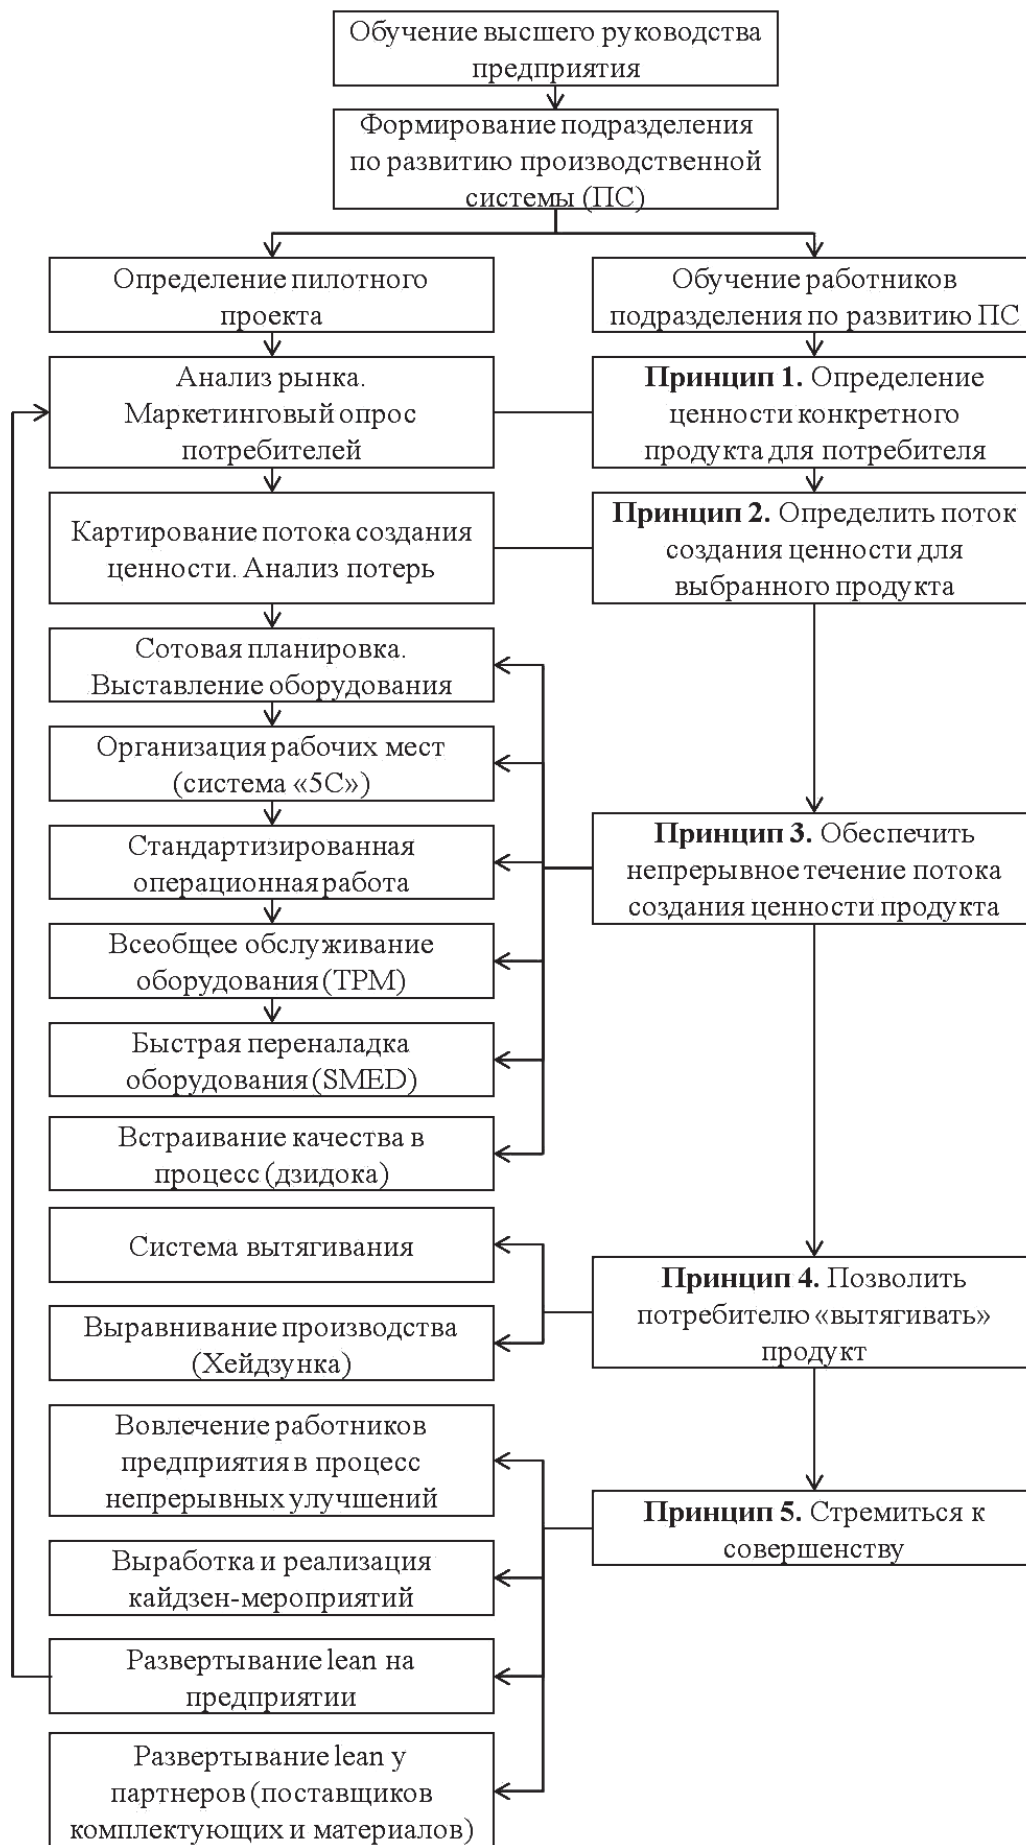 Обучение высшего руководства
предприятия
Формирование подразделения
по развитию производственной
системы (ПС)
Определение пилотного
проекта
Обучение работников
подразделения по развитию ПС
Анализ рынка.
Маркетинговый опрос
потребителей
Принцип 1. Определение
ценности конкретного
продукта для потребителя
Картирование потока создания
ценности. Анализ потерь
Принцип 2. Определить поток
создания ценности для
выбранного продукта
Сотовая планировка.
Выставление оборудования
Организация рабочих мест
(система «5С»)
Стандартизированная
операционная работа
Принцип 3. Обеспечить
непрерывное течение потока
создания ценности продукта
Всеобщее обслуживание
оборудования (ТРМ)
Быстрая переналадка
оборудования (SMED)
Встраивание качества в
процесс (дзидока)
Система вытягивания
Принцип 4. Позволить
потребителю «вытягивать»
продукт
Выравнивание производства
(Хейдзунка)
Вовлечение работников
предприятия в процесс
непрерывных улучшений
Принцип 5. Стремиться к
совершенству
Выработка и реализация
кайдзен-мероприятий
Развертывание lean на
предприятии
Развертывание lean у
партнеров (поставщиков
комплектующих и материалов)